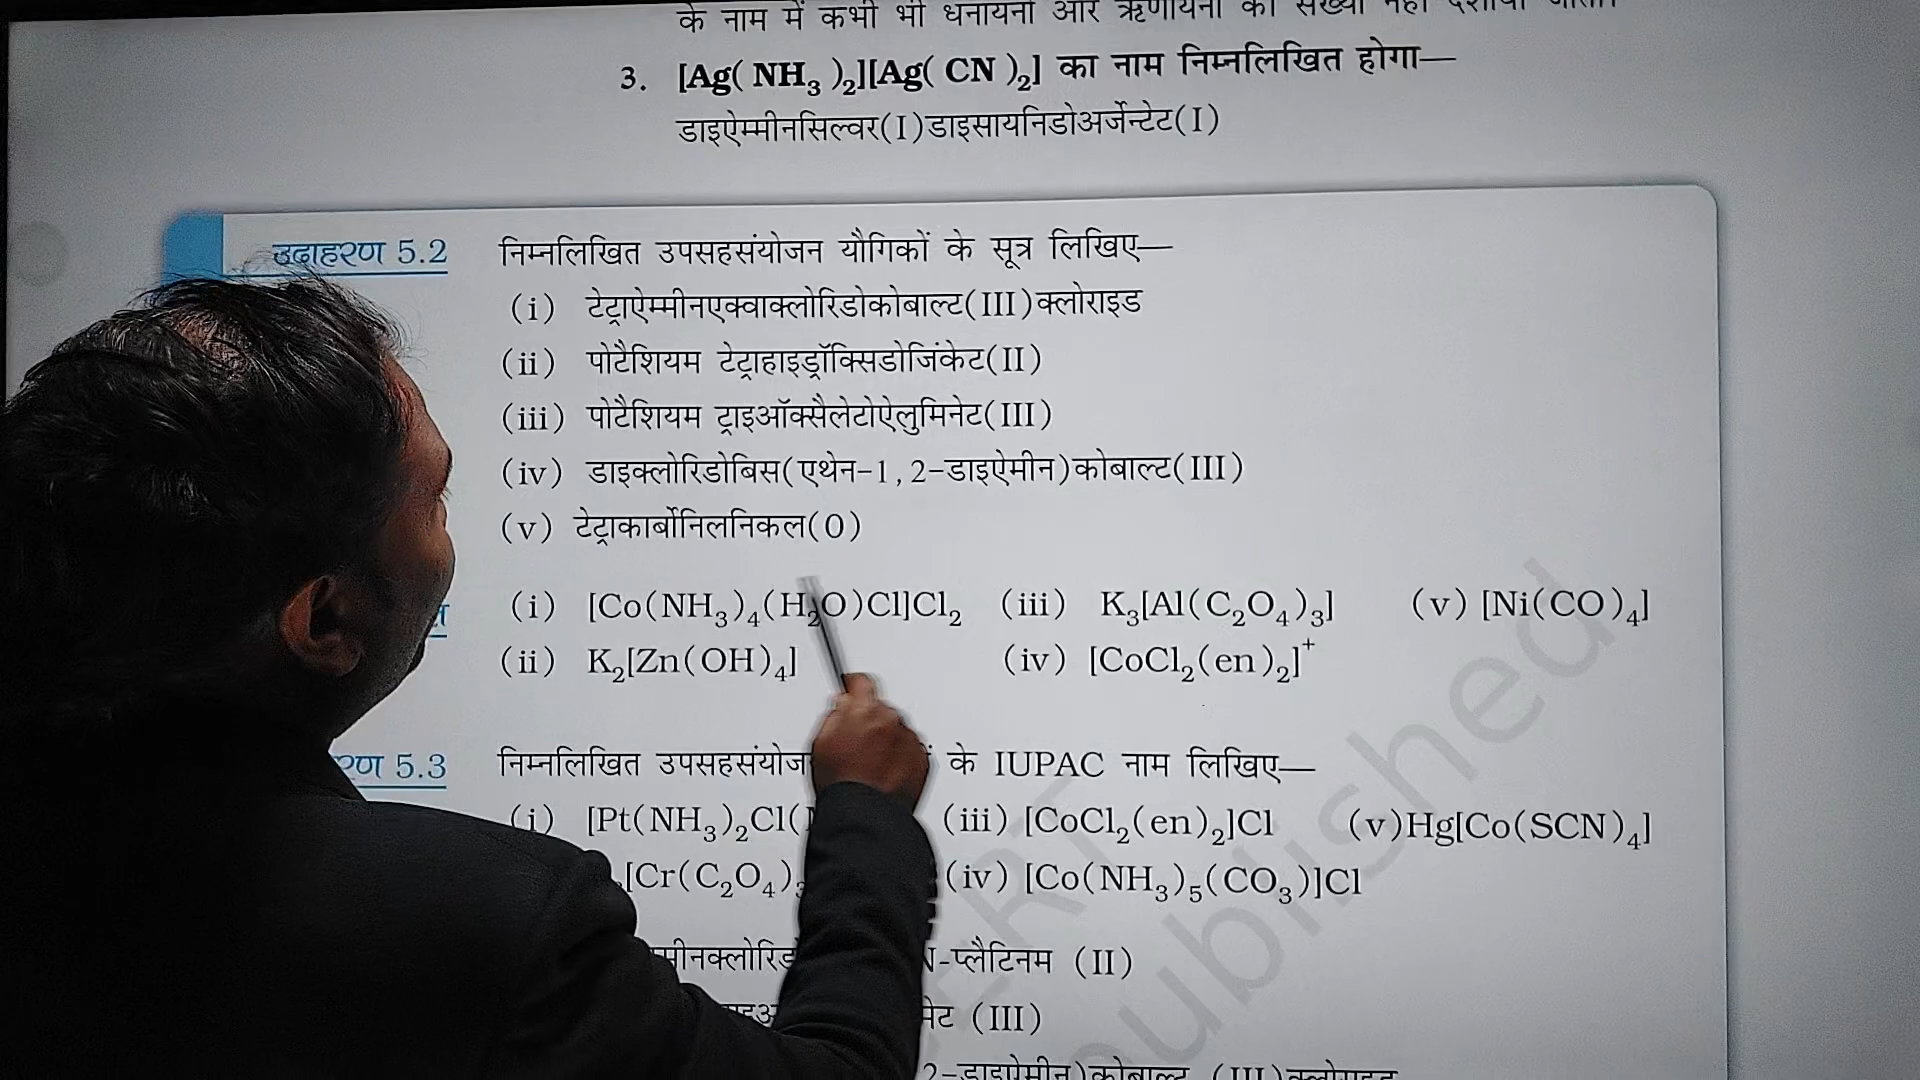 के नाम में कभी भी धनायनों और ऋणायनों की संख्या नहीं दर्शायी जाती।
3. [Ag(NH₃)₂][Ag(CN)₂] का नाम निम्नलिखित होगा—
डाइऐम्मीनसिल्वर(I)डाइसायनिडोअर्जेन्टेट(I)
उदाहरण 5.2 निम्नलिखित उपसहसंयोजन यौगिकों के सूत्र लिखिए—
(i) टेट्राऐम्मीनएक्वाक्लोरिडोकोबाल्ट(III)क्लोराइड
(ii) पोटैशियम टेट्राहाइड्रॉक्सिडोजिंकेट(II)
(iii) पोटैशियम ट्राइऑक्सैलेटोऐलुमिनेट(III)
(iv) डाइक्लोरिडोबिस(एथेन-1,2-डाइऐमीन)कोबाल्ट(III)
(v) टेट्राकार्बोनिलनिकल(0)
(i) [Co(NH₃)₄(H₂O)Cl]Cl₂ (iii) K₃[Al(C₂O₄)₃] (v) [Ni(CO)₄]
(ii) K₂[Zn(OH)₄] (iv) [CoCl₂(en)₂]⁺
5.3 निम्नलिखित के IUPAC नाम लिखिए—
(i) [Pt(NH₃)₂Cl( (iii) [CoCl₂(en)₂]Cl (v)Hg[Co(SCN)₄]
[Cr(C₂O₄) (iv) [Co(NH₃)₅(CO₃)]Cl
N-प्लैटिनम (II)
(III)
2-डाइऐमीन)कोबाल्ट (III)क्लोराइड
published